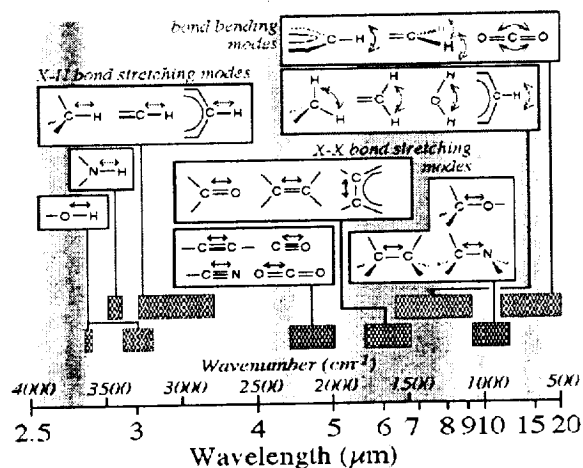 bond bending
modes
C-H
=C
H
H
O=C=O
X-H bond stretching modes
C-H
=C-H
C-H
H
C
H
=C
H
H
H
O
H
C-H
N-H
X-X bond stretching
modes
-O-H
C=O
C=C
C
C
C-O-
-C≡C-
C≡O
-C≡N
O=C=O
C-C
C-N
Wavenumber (cm-1)
4000 3500 3000 2500 2000 1500 1000 500
2.5 3 4 5 6 7 8 9 10 15 20
Wavelength (μm)